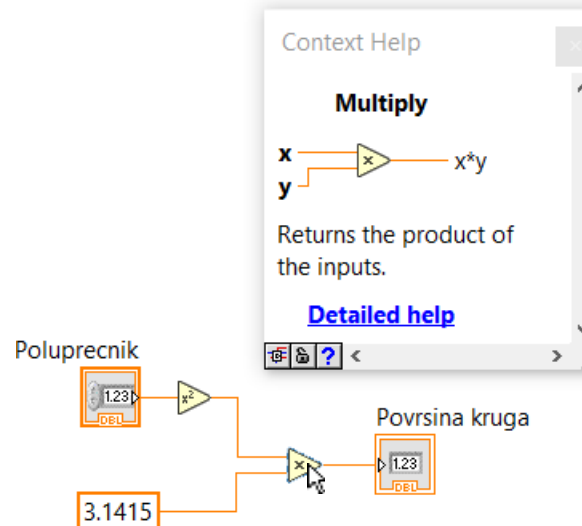 Context Help
Multiply
x
y
x*y
Returns the product of
the inputs.
Detailed help
?
Poluprecnik
1.23
DBL
x²
Povrsina kruga
x
1.23
DBL
3.1415